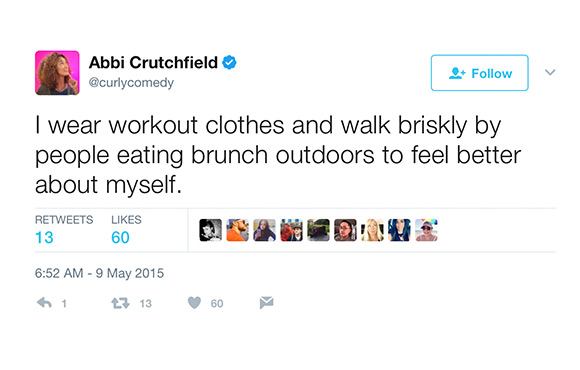 Abbi Crutchfield
@curlycomedy
Follow
I wear workout clothes and walk briskly by
people eating brunch outdoors to feel better
about myself.
RETWEETS LIKES
13 60
6:52 AM - 9 May 2015
1 13 60